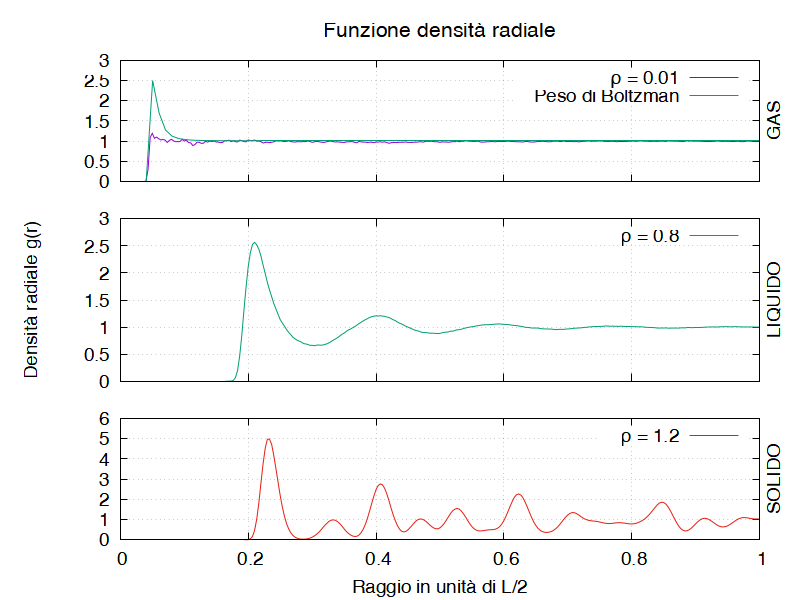 Funzione densità radiale
3
2.5
2
1.5
1
0.5
0
ρ = 0.01
Peso di Boltzman
GAS
3
2.5
2
1.5
1
0.5
0
ρ = 0.8
LIQUIDO
Densità radiale g(r)
6
5
4
3
2
1
0
ρ = 1.2
SOLIDO
0 0.2 0.4 0.6 0.8 1
Raggio in unità di L/2